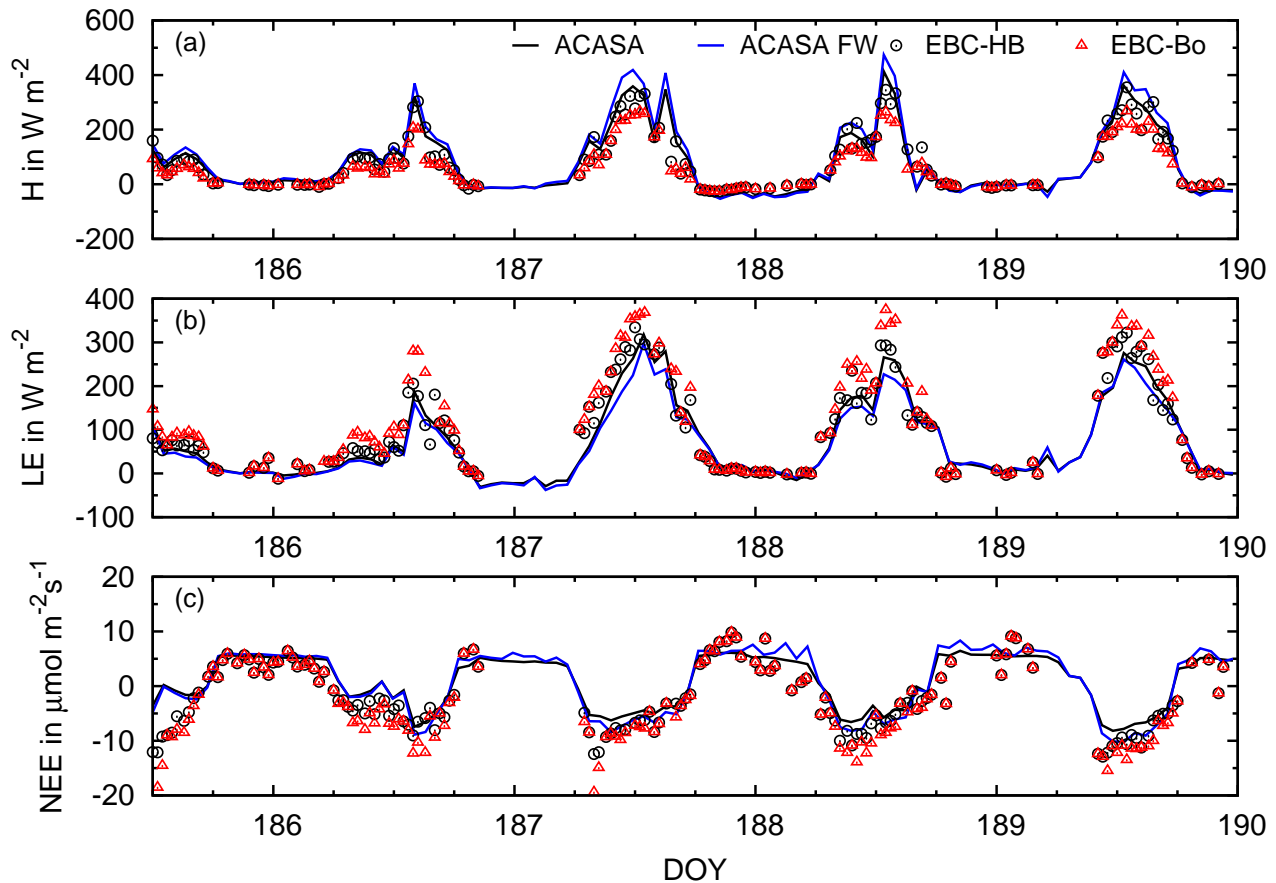 (a) ACASA ACASA FW EBC-HB EBC-Bo
600
400
200
0
-200
H in W m⁻²
186 187 188 189 190
(b)
400
300
200
100
0
-100
LE in W m⁻²
186 187 188 189 190
(c)
20
10
0
-10
-20
NEE in μmol m⁻²s⁻¹
186 187 188 189 190
DOY